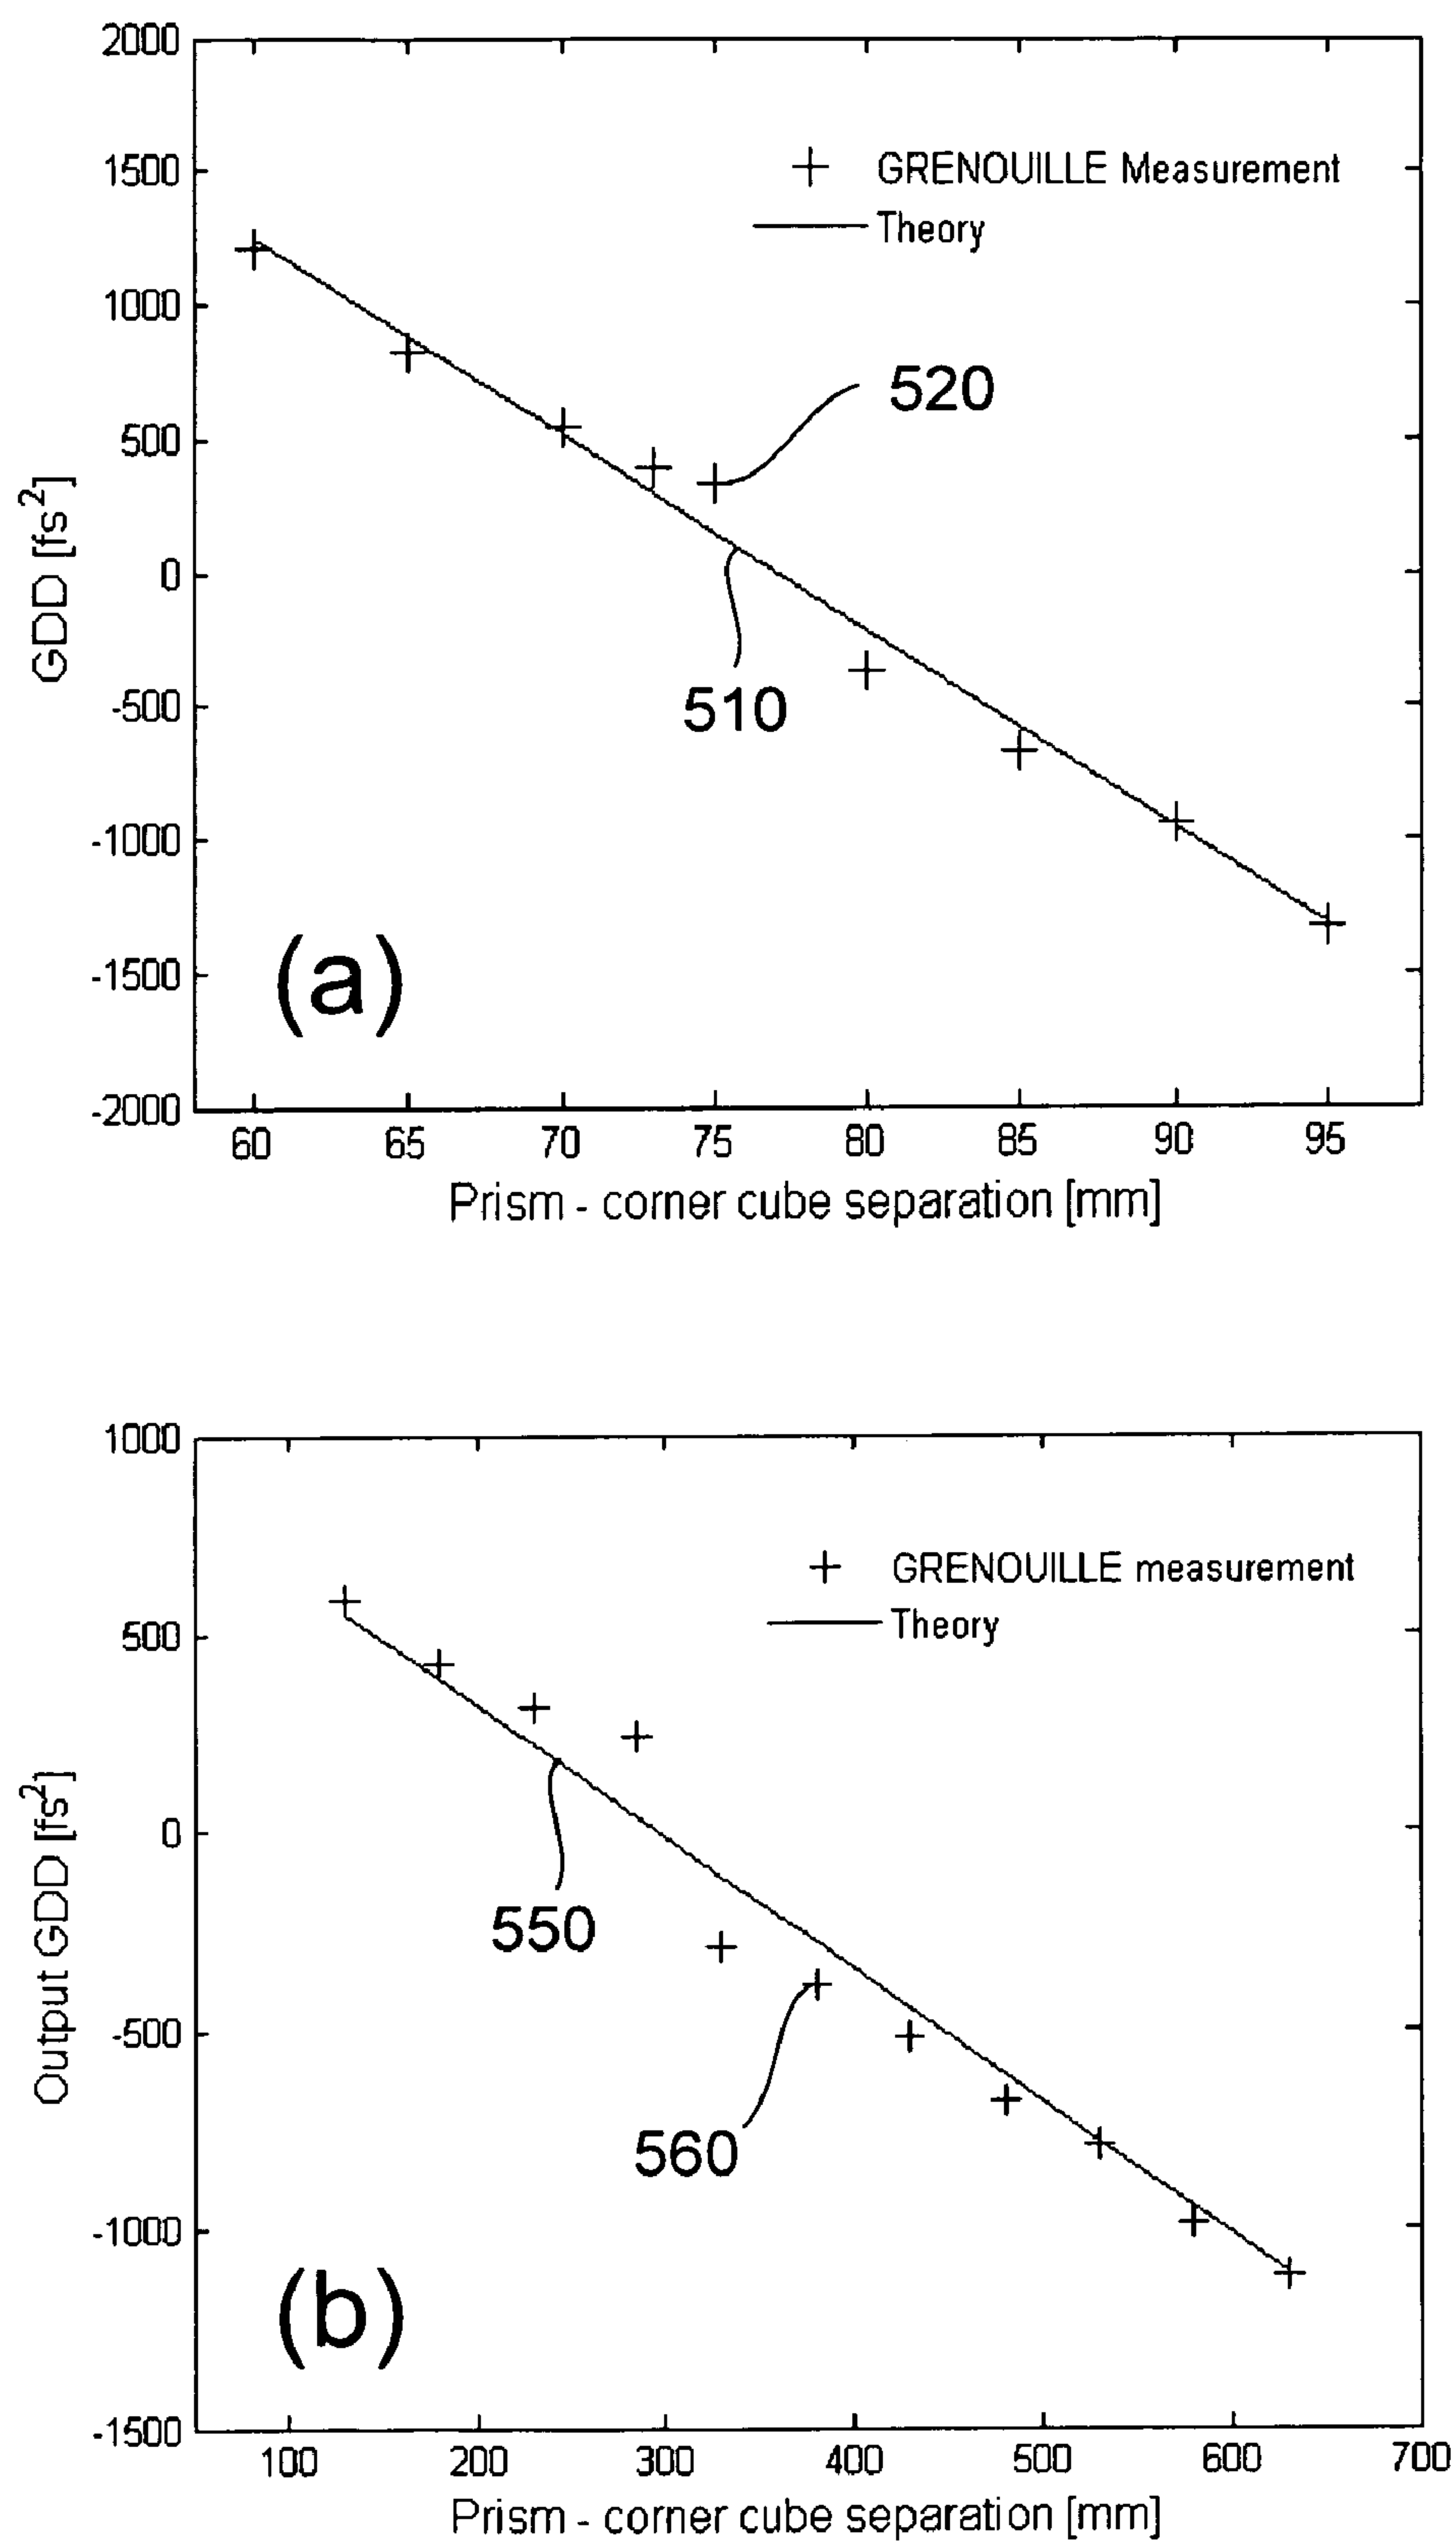 2000
1500
1000
500
0
-500
-1000
-1500
-2000
GDD [fs²]
+ GRENOUILLE Measurement
Theory
520
510
(a)
60 65 70 75 80 85 90 95
Prism - corner cube separation [mm]
1000
500
0
-500
-1000
-1500
Output GDD [fs²]
+ GRENOUILLE measurement
Theory
550
560
(b)
100 200 300 400 500 600 700
Prism - corner cube separation [mm]